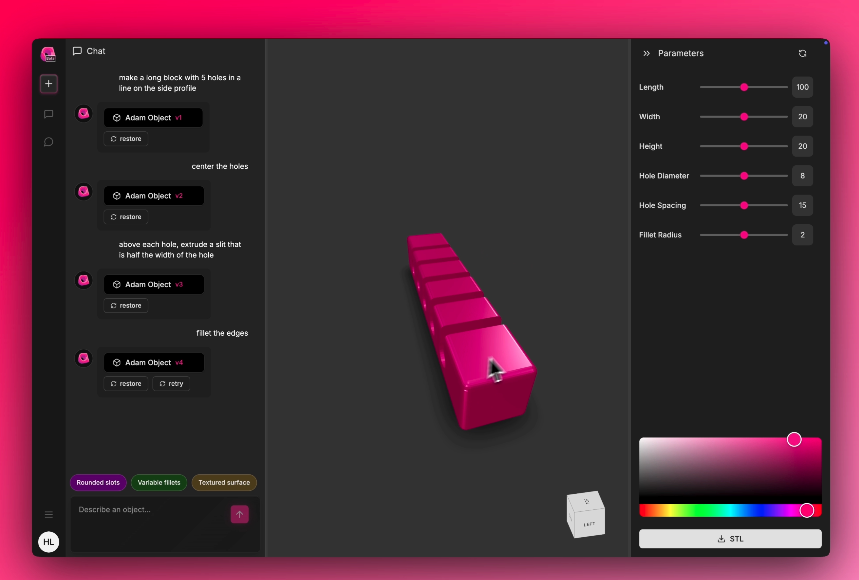 Chat
make a long block with 5 holes in a
line on the side profile
Adam Object v1
restore
center the holes
Adam Object v2
restore
above each hole, extrude a slit that
is half the width of the hole
Adam Object v3
restore
fillet the edges
Adam Object v4
restore retry
Rounded slots Variable fillets Textured surface
Describe an object...
HL
LEFT
Parameters
Length 100
Width 20
Height 20
Hole Diameter 8
Hole Spacing 15
Fillet Radius 2
STL